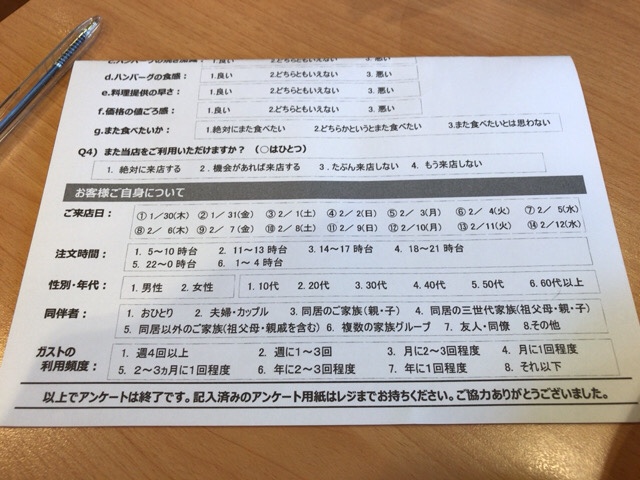 d.ハンバーグの食感： 1.良い 2.どちらともいえない 3. 悪い
e.料理提供の早さ： 1.良い 2.どちらともいえない 3. 悪い
f.価格の値ごろ感： 1.良い 2.どちらともいえない 3. 悪い
g.また食べたいか： 1.絶対にまた食べたい 2.どちらかというとまた食べたい 3.また食べたいとは思わない
Q4）また当店をご利用いただけますか？（○はひとつ）
1. 絶対に来店する 2．機会があれば来店する 3.たぶん来店しない 4. もう来店しない
お客様ご自身について
ご来店日： ① 1／30(木) ② 1／31(金) ③ 2／ 1(土) ④ 2／ 2(日) ⑤ 2／ 3(月) ⑥ 2／ 4(火) ⑦ 2／ 5(水)
⑧ 2／ 6(木) ⑨ 2／ 7(金) ⑩ 2／ 8(土) ⑪ 2／ 9(日) ⑫ 2／10(月) ⑬ 2／11(火) ⑭ 2／12(水)
注文時間： 1. 5～10 時台 2. 11～13 時台 3.14～17 時台 4. 18～21 時台
5. 22～0 時台 6. 1～ 4 時台
性別・年代： 1. 男性 2. 女性 1. 10代 2. 20代 3. 30代 4. 40代 5. 50代 6. 60代以上
同伴者： 1. おひとり 2. 夫婦・カップル 3. 同居のご家族(親・子) 4. 同居の三世代家族(祖父母・親・子)
5. 同居以外のご家族(祖父母・親戚を含む) 6. 複数の家族グループ 7. 友人・同僚 8.その他
ガストの
利用頻度： 1. 週4回以上 2. 週に1～3回 3. 月に2～3回程度 4. 月に1回程度
5. 2～3ヵ月に1回程度 6. 年に2～3回程度 7. 年に1回程度 8. それ以下
以上でアンケートは終了です。記入済みのアンケート用紙はレジまでお持ちください。ご協力ありがとうございました。